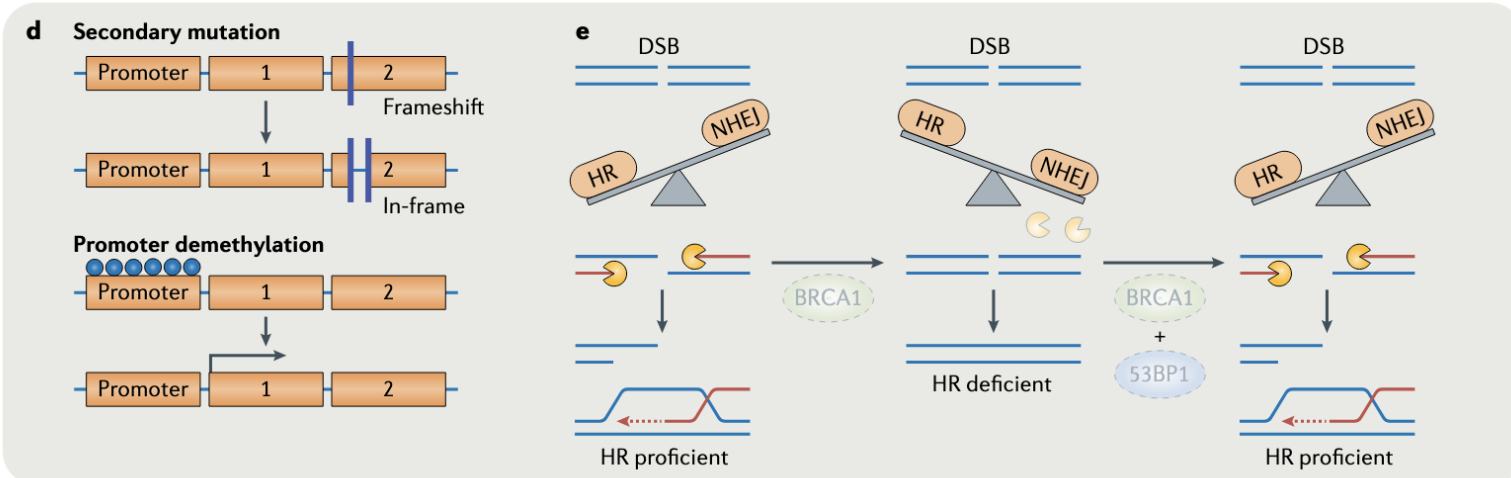 d Secondary mutation
Promoter 1 2
Frameshift
Promoter 1 2
In-frame
Promoter demethylation
Promoter 1 2
Promoter 1 2
e
DSB DSB DSB
NHEJ HR NHEJ
HR NHEJ HR
BRCA1 BRCA1
+
53BP1
HR deficient
HR proficient HR proficient